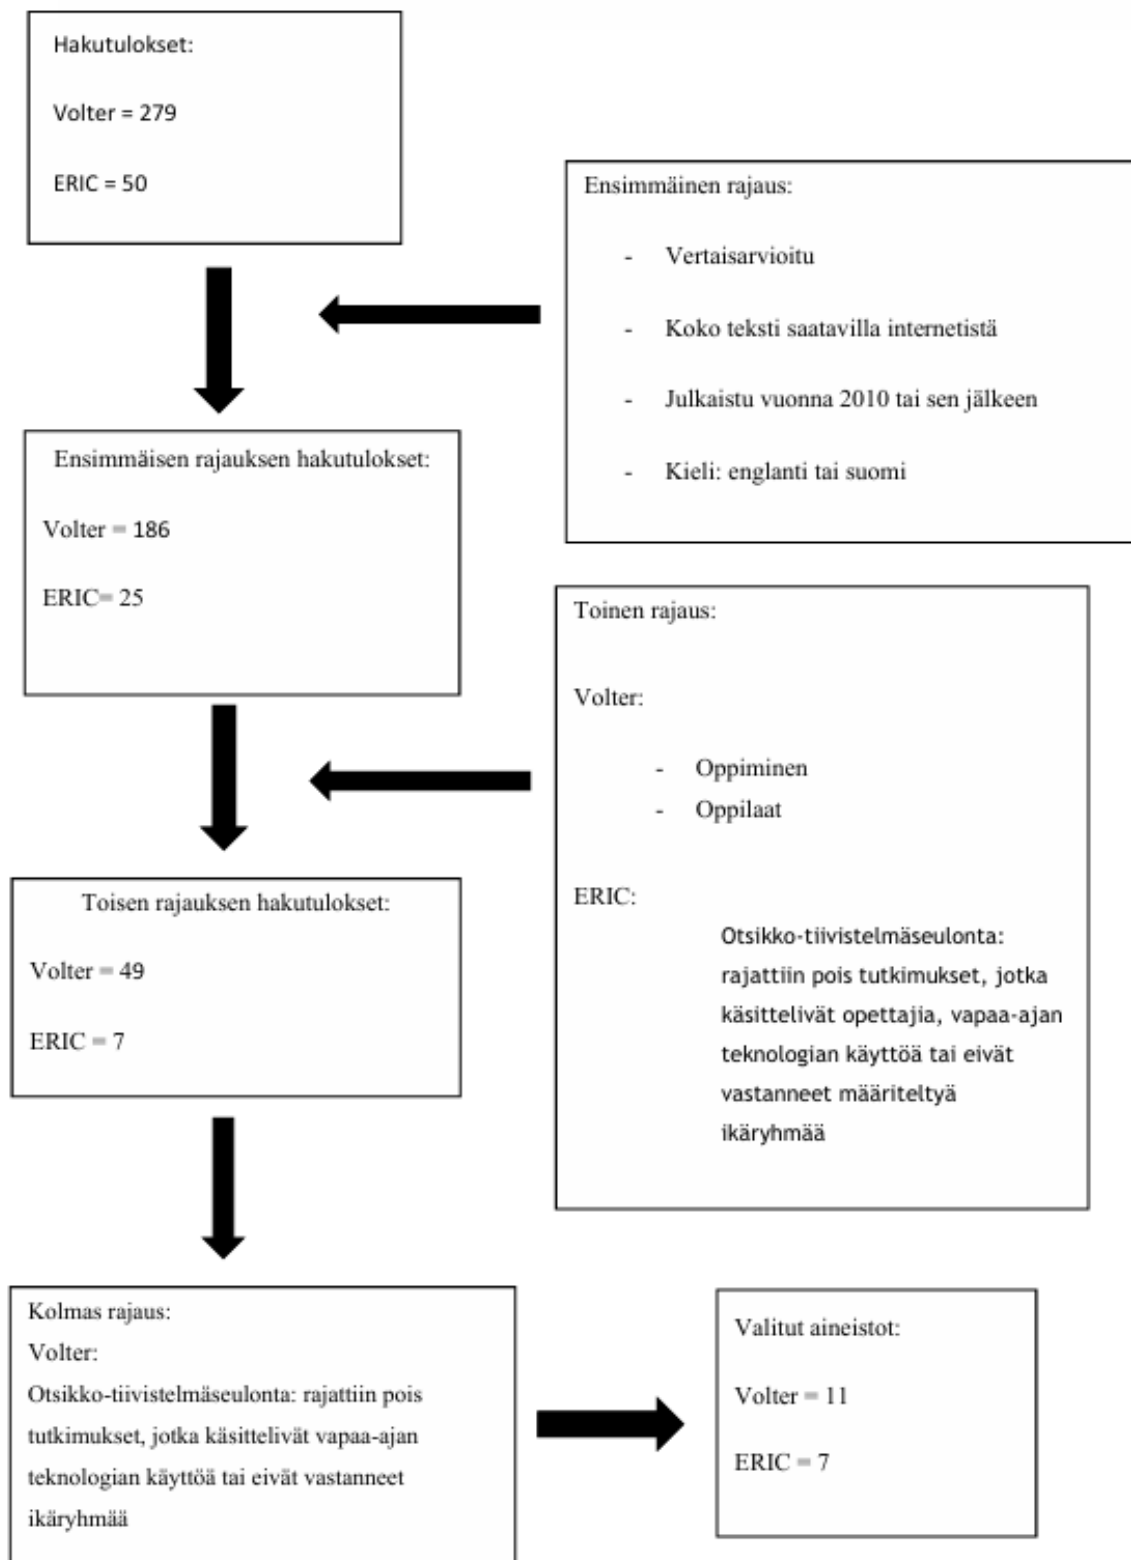 Hakutulokset:
Volter = 279
ERIC = 50
Ensimmäinen rajaus:
- Vertaisarvioitu
- Koko teksti saatavilla internetistä
- Julkaistu vuonna 2010 tai sen jälkeen
- Kieli: englanti tai suomi
Ensimmäisen rajauksen hakutulokset:
Volter = 186
ERIC= 25
Toinen rajaus:
Volter:
- Oppiminen
- Oppilaat
ERIC:
Otsikko-tiivistelmäseulonta:
rajattiin pois tutkimukset, jotka
käsittelivät opettajia, vapaa-ajan
teknologian käyttöä tai eivät
vastanneet määriteltyä
ikäryhmää
Toisen rajauksen hakutulokset:
Volter = 49
ERIC = 7
Kolmas rajaus:
Volter:
Otsikko-tiivistelmäseulonta: rajattiin pois
tutkimukset, jotka käsittelivät vapaa-ajan
teknologian käyttöä tai eivät vastanneet
ikäryhmää
Valitut aineistot:
Volter = 11
ERIC = 7